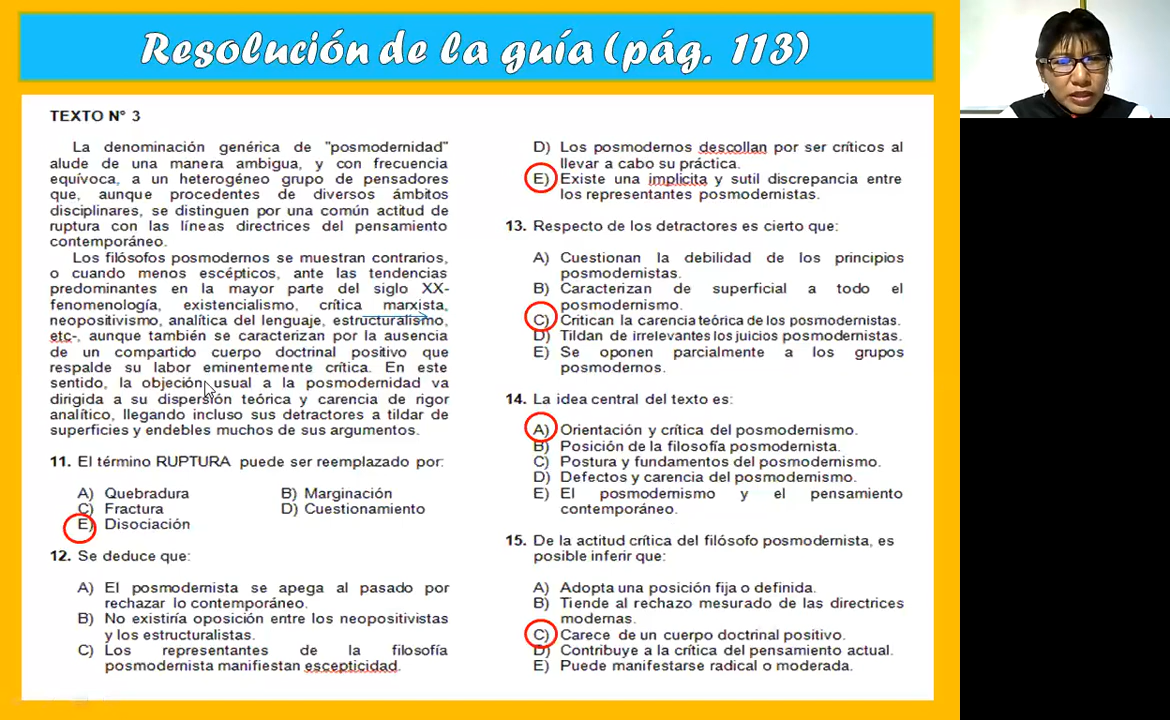 Resolución de la guía (pág. 113)
TEXTO N° 3
La denominación genérica de "posmodernidad"
alude de una manera ambigua, y con frecuencia
equívoca, a un heterogéneo grupo de pensadores
que, aunque procedentes de diversos ámbitos
disciplinares, se distinguen por una común actitud de
ruptura con las líneas directrices del pensamiento
contemporáneo.
Los filósofos posmodernos se muestran contrarios,
o cuando menos escépticos, ante las tendencias
predominantes en la mayor parte del siglo XX-
fenomenología, existencialismo, crítica marxista,
neopositivismo, analítica del lenguaje, estructuralismo,
etc-, aunque también se caracterizan por la ausencia
de un compartido cuerpo doctrinal positivo que
respalde su labor eminentemente crítica. En este
sentido, la objeción usual a la posmodernidad va
dirigida a su dispersión teórica y carencia de rigor
analítico, llegando incluso sus detractores a tildar de
superficies y endebles muchos de sus argumentos.
11. El término RUPTURA puede ser reemplazado por:
A) Quebradura B) Marginación
C) Fractura D) Cuestionamiento
E) Disociación
12. Se deduce que:
A) El posmodernista se apega al pasado por
rechazar lo contemporáneo.
B) No existiría oposición entre los neopositivistas
y los estructuralistas.
C) Los representantes de la filosofía
posmodernista manifiestan escepticidad.
D) Los posmodernos descollan por ser críticos al
llevar a cabo su práctica.
E) Existe una implicita y sutil discrepancia entre
los representantes posmodernistas.
13. Respecto de los detractores es cierto que:
A) Cuestionan la debilidad de los principios
posmodernistas.
B) Caracterizan de superficial a todo el
posmodernismo.
C) Critican la carencia teórica de los posmodernistas.
D) Tildan de irrelevantes los juicios posmodernistas.
E) Se oponen parcialmente a los grupos
posmodernos.
14. La idea central del texto es:
A) Orientación y crítica del posmodernismo.
B) Posición de la filosofía posmodernista.
C) Postura y fundamentos del posmodernismo.
D) Defectos y carencia del posmodernismo.
E) El posmodernismo y el pensamiento
contemporáneo.
15. De la actitud crítica del filósofo posmodernista, es
posible inferir que:
A) Adopta una posición fija o definida.
B) Tiende al rechazo mesurado de las directrices
modernas.
C) Carece de un cuerpo doctrinal positivo.
D) Contribuye a la crítica del pensamiento actual.
E) Puede manifestarse radical o moderada.